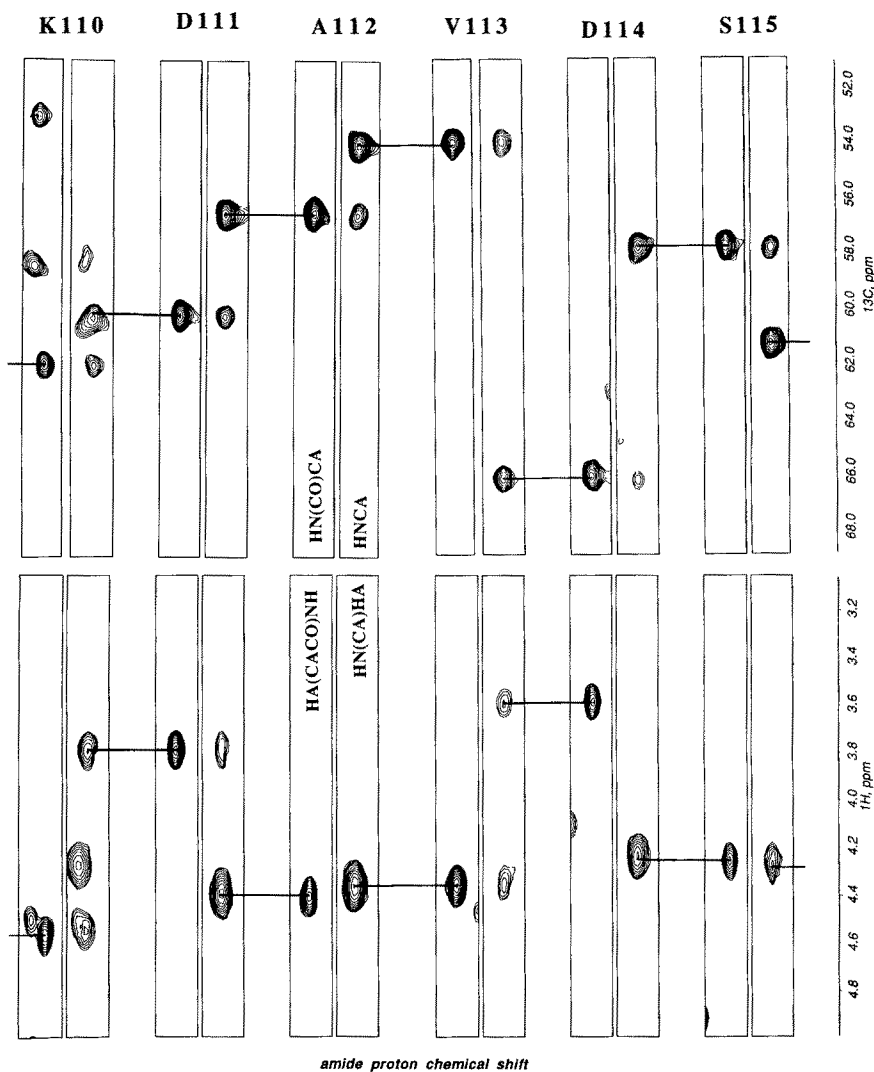 K110 D111 A112 V113 D114 S115
52.0
54.0
56.0
58.0
60.0
62.0
64.0
66.0
68.0
13C, ppm
HN(CO)CA
HNCA
HA(CACO)NH
HN(CA)HA
3.2
3.4
3.6
3.8
4.0
4.2
4.4
4.6
4.8
1H, ppm
amide proton chemical shift